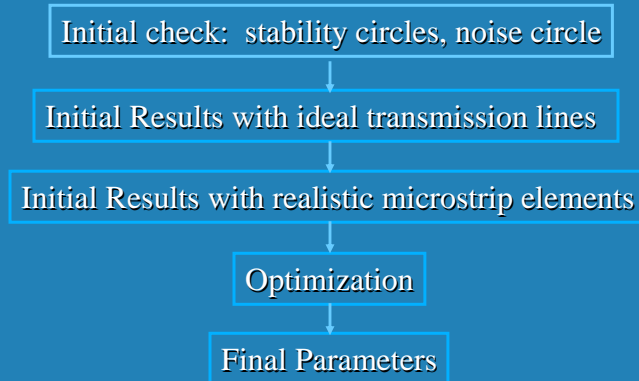 Initial check: stability circles, noise circle
Initial Results with ideal transmission lines
Initial Results with realistic microstrip elements
Optimization
Final Parameters